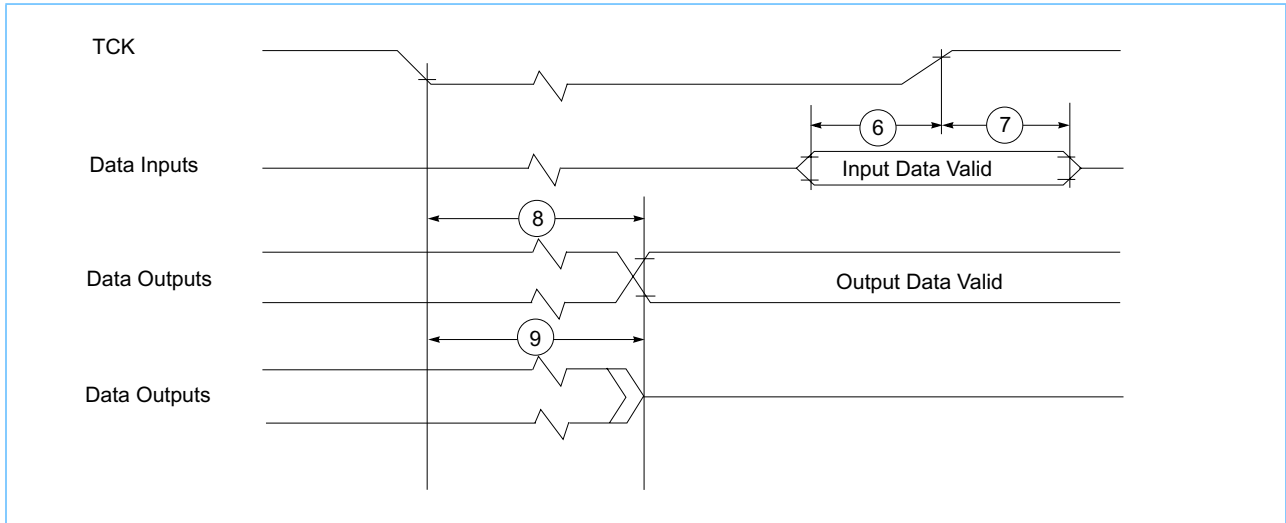 TCK
6
7
Data Inputs
Input Data Valid
8
Data Outputs
Output Data Valid
9
Data Outputs